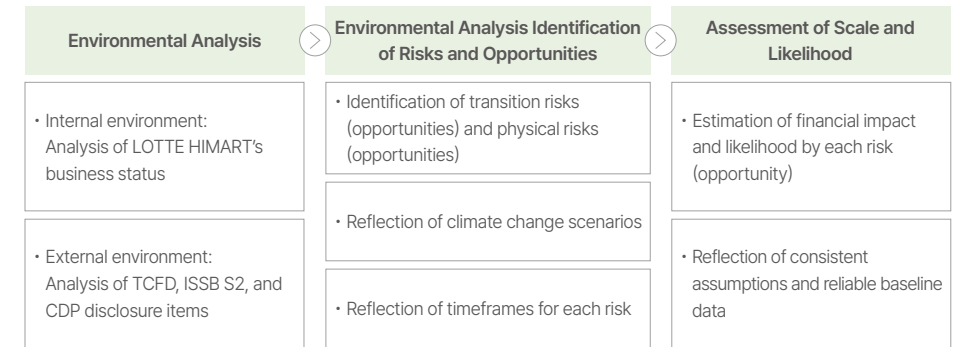 Environmental Analysis
Environmental Analysis Identification
of Risks and Opportunities
Assessment of Scale and
Likelihood
• Internal environment:
Analysis of LOTTE HIMART's
business status
• External environment:
Analysis of TCFD, ISSB S2, and
CDP disclosure items
• Identification of transition risks
(opportunities) and physical risks
(opportunities)
• Reflection of climate change scenarios
• Reflection of timeframes for each risk
• Estimation of financial impact
and likelihood by each risk
(opportunity)
• Reflection of consistent
assumptions and reliable baseline
data